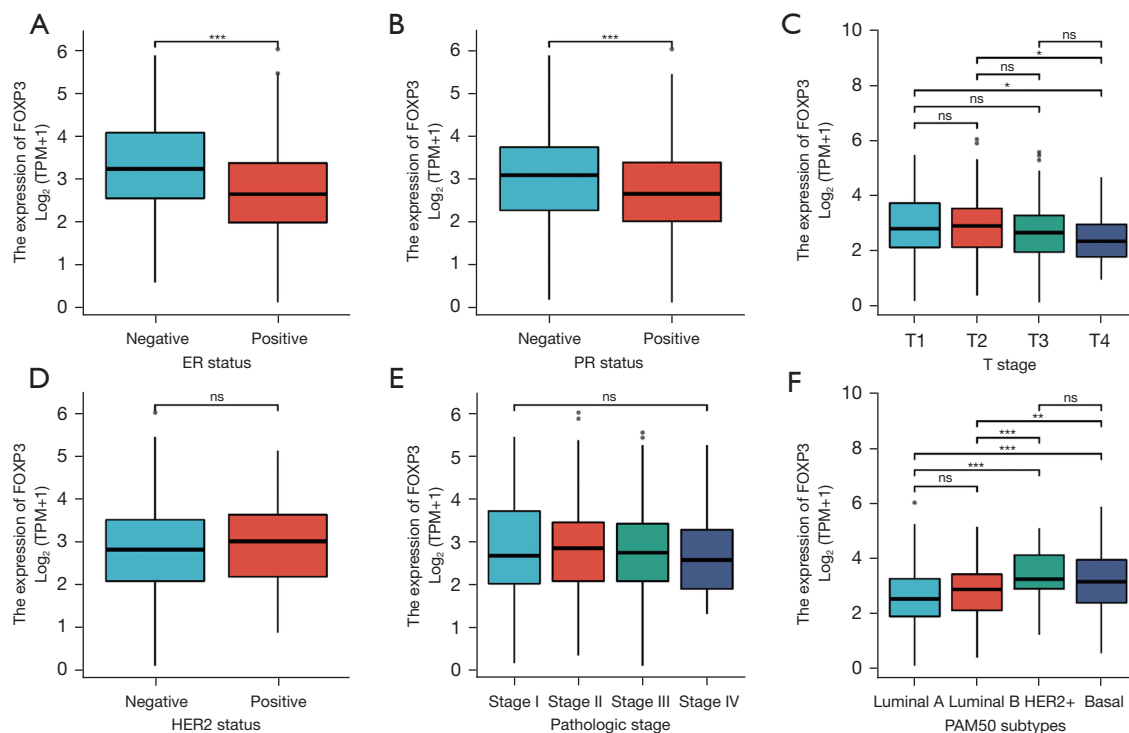 A
The expression of FOXP3
Log₂ (TPM+1)
6
5
4
3
2
1
0
***
Negative
Positive
ER status
B
The expression of FOXP3
Log₂ (TPM+1)
6
5
4
3
2
1
0
***
Negative
Positive
PR status
C
The expression of FOXP3
Log₂ (TPM+1)
10
8
6
4
2
0
ns
*
ns
*
ns
ns
T1
T2
T3
T4
T stage
D
The expression of FOXP3
Log₂ (TPM+1)
6
5
4
3
2
1
0
ns
Negative
Positive
HER2 status
E
The expression of FOXP3
Log₂ (TPM+1)
6
5
4
3
2
1
0
ns
Stage I
Stage II
Stage III
Stage IV
Pathologic stage
F
The expression of FOXP3
Log₂ (TPM+1)
10
8
6
4
2
0
ns
**
***
***
***
ns
Luminal A
Luminal B
HER2+
Basal
PAM50 subtypes